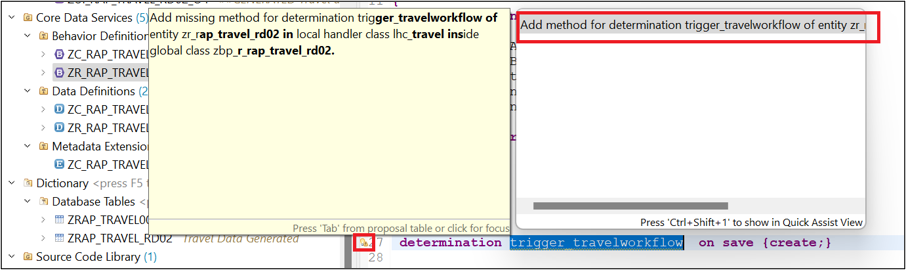 Core Data Services (5)
Behavior Definition
ZC_RAP_TRAVEL
ZR_RAP_TRAVEL
Data Definitions (2
ZC_RAP_TRAVEL
ZR_RAP_TRAVEL
Metadata Extension
ZC_RAP_TRAVEL
Dictionary <press F5 t
Database Tables <p
ZRAP_TRAVEL00
ZRAP_TRAVEL_RD02 Travel Data Generated
Source Code Library (1)
Add missing method for determination trigger_travelworkflow of
entity zr_rap_travel_rd02 in local handler class lhc_travel inside
global class zbp_r_rap_travel_rd02.
Press 'Tab' from proposal table or click for focus
11 {
Add method for determination trigger_travelworkflow of entity zr_
Press 'Ctrl+Shift+1' to show in Quick Assist View
27 determination trigger_travelworkflow on save {create;}
28